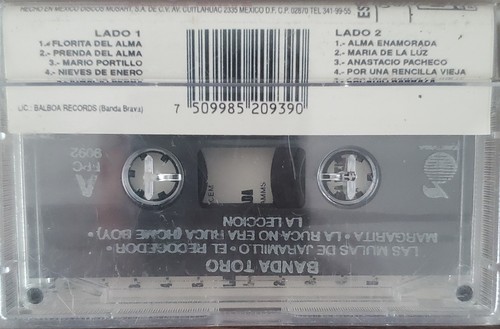 HECHO EN MEXICO DISCOS MUSART, S.A. DE C.V. AV. CUITLAHUAC 2335 MEXICO D.F. C.P. 02870 TEL 341-99-55
ES
LADO 1
1.- FLORITA DEL ALMA
2.- PRENDA DEL ALMA
3.- MARIO PORTILLO
4.- NIEVES DE ENERO
LADO 2
1.- ALMA ENAMORADA
2.- MARIA DE LA LUZ
3.- ANASTACIO PACHECO
4.- POR UNA RENCILLA VIEJA
LIC.: BALBOA RECORDS (Banda Brava)
7 509985 209390
BANDA TORO
LAS MULAS DE JARAMILLO • EL RECOGEDOR •
MARGARITA • LA RUCA NO ERA RUCA (HOME BOY) •
LA LECCION
A
FPC
9092